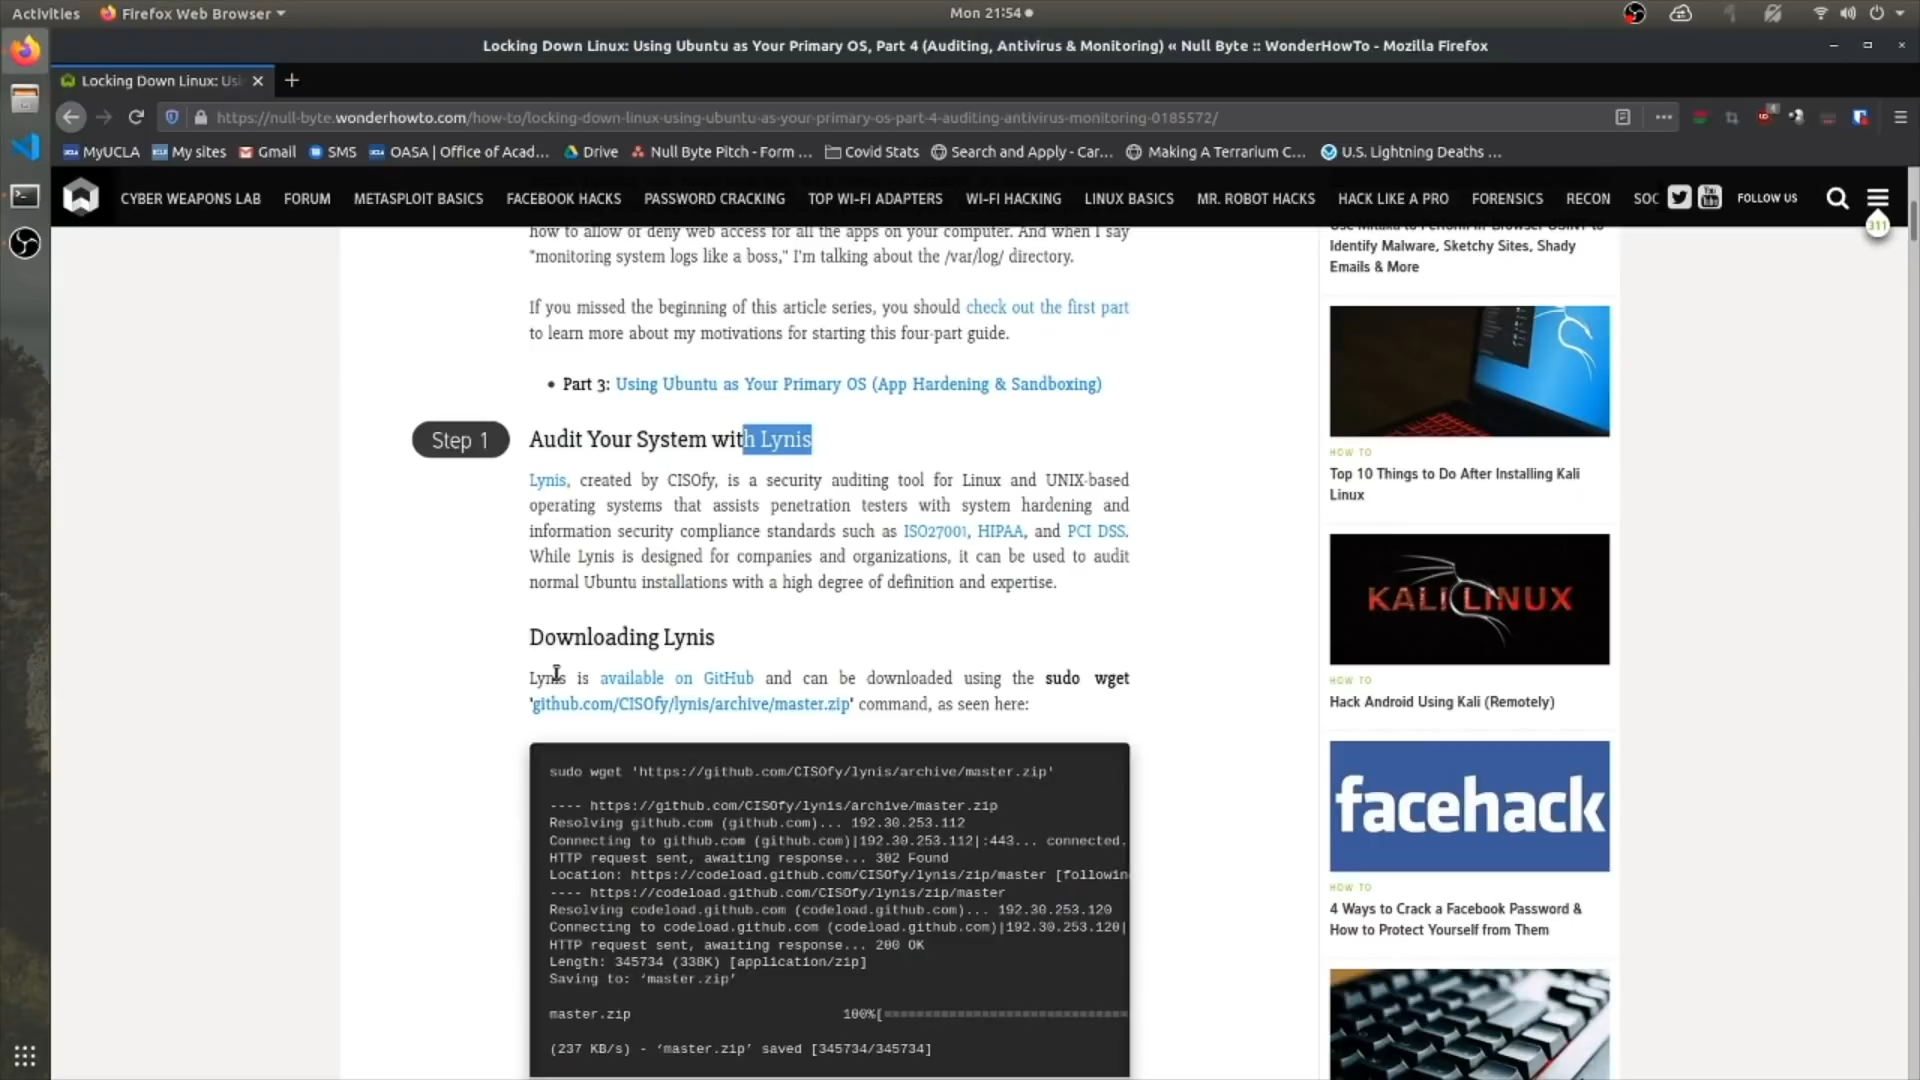 Activities
Firefox Web Browser
Mon 21:54
Locking Down Linux: Using Ubuntu as Your Primary OS, Part 4 (Auditing, Antivirus & Monitoring) « Null Byte :: WonderHowTo - Mozilla Firefox
Locking Down Linux: Usi
https://null-byte.wonderhowto.com/how-to/locking-down-linux-using-ubuntu-as-your-primary-os-part-4-auditing-antivirus-monitoring-0185572/
4
MyUCLA
My sites
Gmail
SMS
OASA | Office of Acad...
Drive
Null Byte Pitch - Form ...
Covid Stats
Search and Apply - Car...
Making A Terrarium C...
U.S. Lightning Deaths ...
CYBER WEAPONS LAB
FORUM
METASPLOIT BASICS
FACEBOOK HACKS
PASSWORD CRACKING
TOP WI-FI ADAPTERS
WI-FI HACKING
LINUX BASICS
MR. ROBOT HACKS
HACK LIKE A PRO
FORENSICS
RECON
SOC
FOLLOW US
311
how to allow or deny web access for all the apps on your computer. And when I say
"monitoring system logs like a boss," I'm talking about the /var/log/ directory.
If you missed the beginning of this article series, you should check out the first part
to learn more about my motivations for starting this four-part guide.
• Part 3: Using Ubuntu as Your Primary OS (App Hardening & Sandboxing)
Step 1
Audit Your System with Lynis
Lynis, created by CISOfy, is a security auditing tool for Linux and UNIX-based
operating systems that assists penetration testers with system hardening and
information security compliance standards such as ISO27001, HIPAA, and PCI DSS.
While Lynis is designed for companies and organizations, it can be used to audit
normal Ubuntu installations with a high degree of definition and expertise.
Downloading Lynis
Lynis is available on GitHub and can be downloaded using the sudo wget
'github.com/CISOfy/lynis/archive/master.zip' command, as seen here:
sudo wget 'https://github.com/CISOfy/lynis/archive/master.zip'
---- https://github.com/CISOfy/lynis/archive/master.zip
Resolving github.com (github.com)... 192.30.253.112
Connecting to github.com (github.com)|192.30.253.112|:443... connected.
HTTP request sent, awaiting response... 302 Found
Location: https://codeload.github.com/CISOfy/lynis/zip/master [followin
---- https://codeload.github.com/CISOfy/lynis/zip/master
Resolving codeload.github.com (codeload.github.com)... 192.30.253.120
Connecting to codeload.github.com (codeload.github.com)|192.30.253.120|
HTTP request sent, awaiting response... 200 OK
Length: 345734 (338K) [application/zip]
Saving to: ‘master.zip’
master.zip 100%[==============================
(237 KB/s) - ‘master.zip’ saved [345734/345734]
Use Mitaka to Perform In-Browser OSINT to
Identify Malware, Sketchy Sites, Shady
Emails & More
HOW TO
Top 10 Things to Do After Installing Kali
Linux
KALI LINUX
HOW TO
Hack Android Using Kali (Remotely)
facehack
HOW TO
4 Ways to Crack a Facebook Password &
How to Protect Yourself from Them